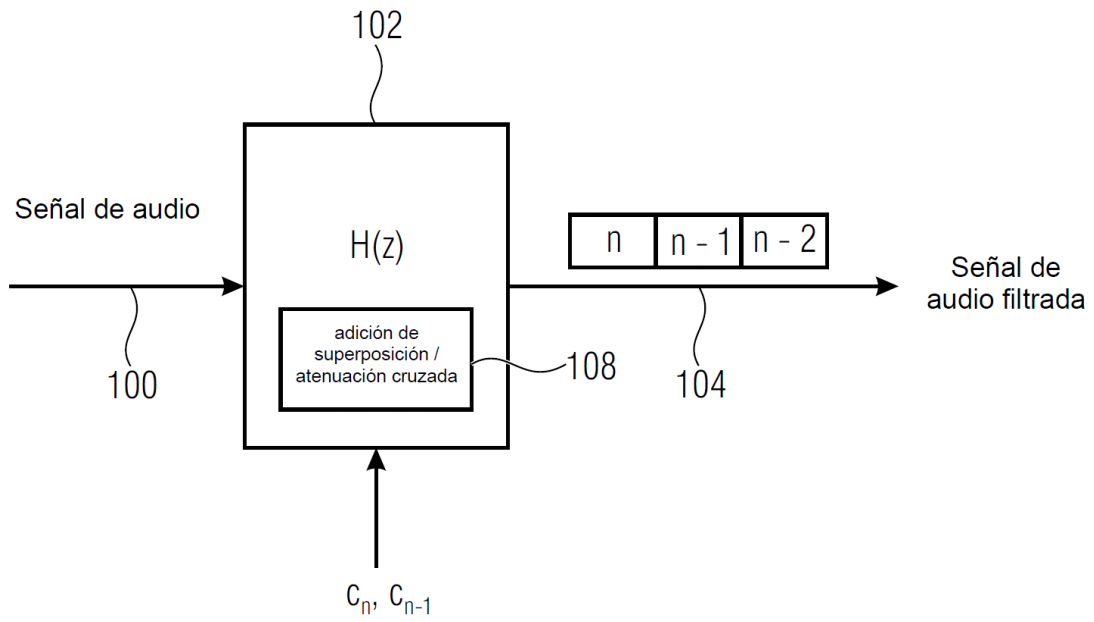 102
Señal de audio
H(z)
n
n - 1
n - 2
Señal de
audio filtrada
adición de
superposición /
atenuación cruzada
108
100
104
cₙ, cₙ₋₁